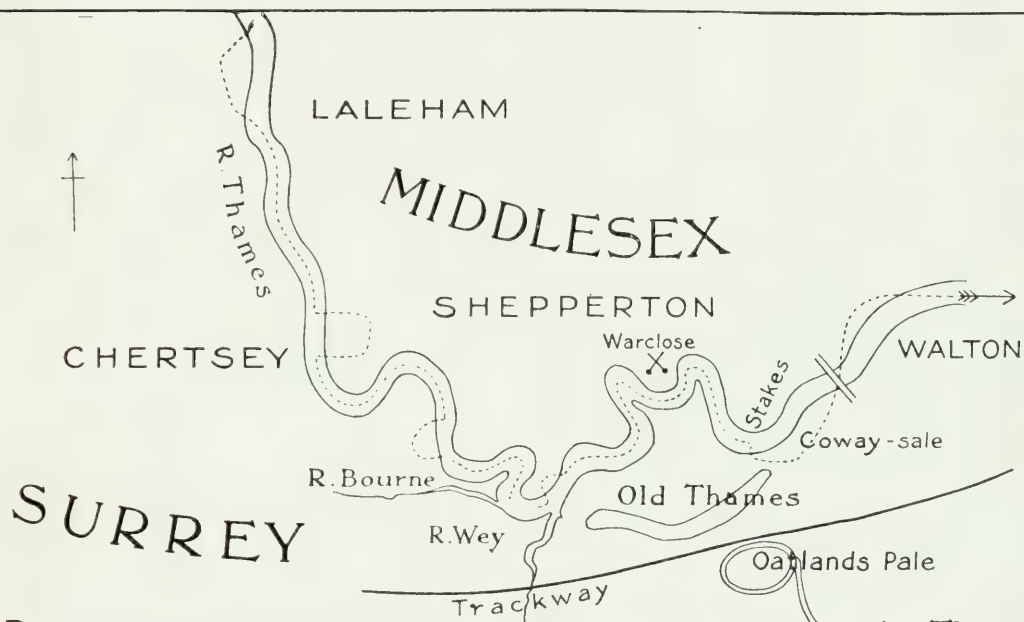 LALEHAM
R. Thames
MIDDLESEX
SHEPPERTON
Warclose
CHERTSEY
WALTON
Stakes
Coway-sale
R. Bourne
Old Thames
SURREY
R. Wey
Oatlands Pale
Trackway